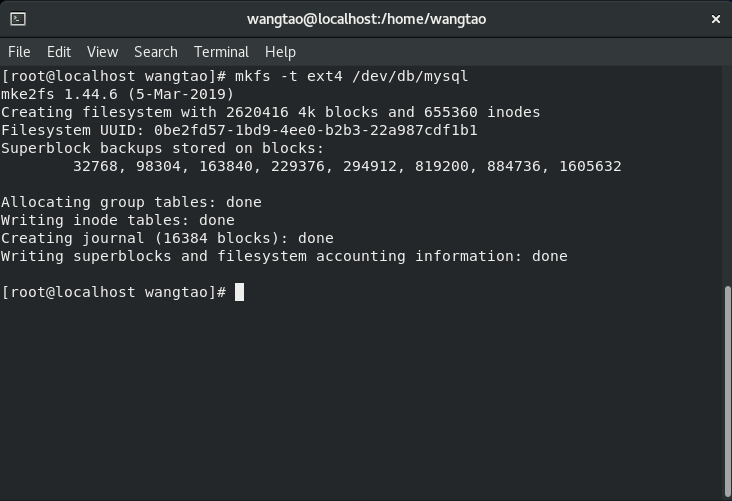 wangtao@localhost:/home/wangtao
File Edit View Search Terminal Help
[root@localhost wangtao]# mkfs -t ext4 /dev/db/mysql
mke2fs 1.44.6 (5-Mar-2019)
Creating filesystem with 2620416 4k blocks and 655360 inodes
Filesystem UUID: 0be2fd57-1bd9-4ee0-b2b3-22a987cdf1b1
Superblock backups stored on blocks:
        32768, 98304, 163840, 229376, 294912, 819200, 884736, 1605632
Allocating group tables: done
Writing inode tables: done
Creating journal (16384 blocks): done
Writing superblocks and filesystem accounting information: done
[root@localhost wangtao]#